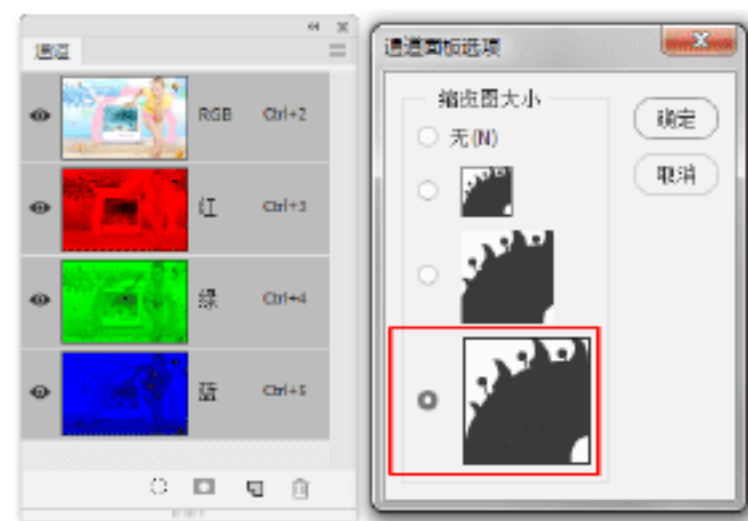 通道
RGB Ctrl+2
红 Ctrl+3
绿 Ctrl+4
蓝 Ctrl+5
通道面板选项
缩览图大小
无(N)
确定
取消